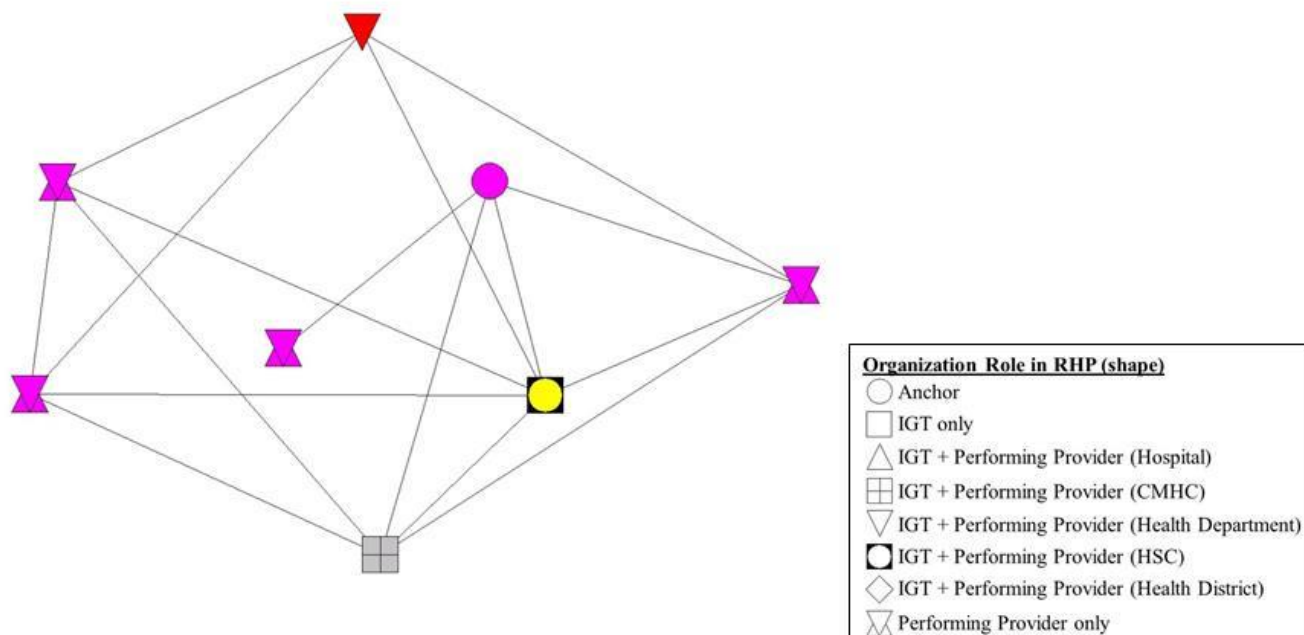 Organization Role in RHP (shape)
Anchor
IGT only
IGT + Performing Provider (Hospital)
IGT + Performing Provider (CMHC)
IGT + Performing Provider (Health Department)
IGT + Performing Provider (HSC)
IGT + Performing Provider (Health District)
Performing Provider only